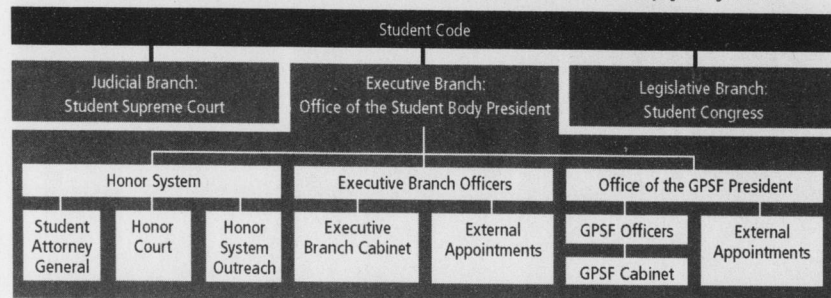 Student Code
Judicial Branch:
Student Supreme Court
Executive Branch:
Office of the Student Body President
Legislative Branch:
Student Congress
Honor System
Executive Branch Officers
Office of the GPSF President
Student
Attorney
General
Honor
Court
Honor
System
Outreach
Executive
Branch Cabinet
External
Appointments
GPSF Officers
GPSF Cabinet
External
Appointments